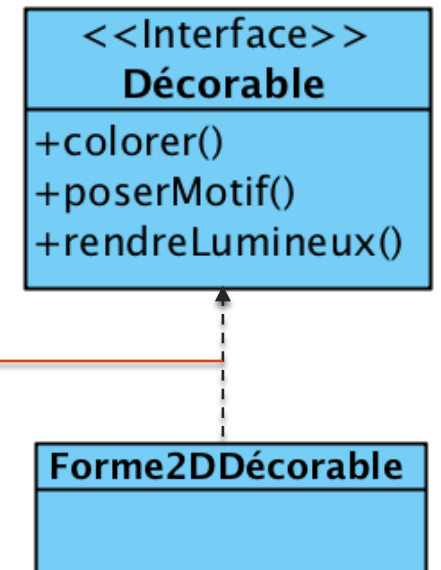 <<Interface>>
Décorable
+colorer()
+poserMotif()
+rendreLumineux()
Forme2DDécorable